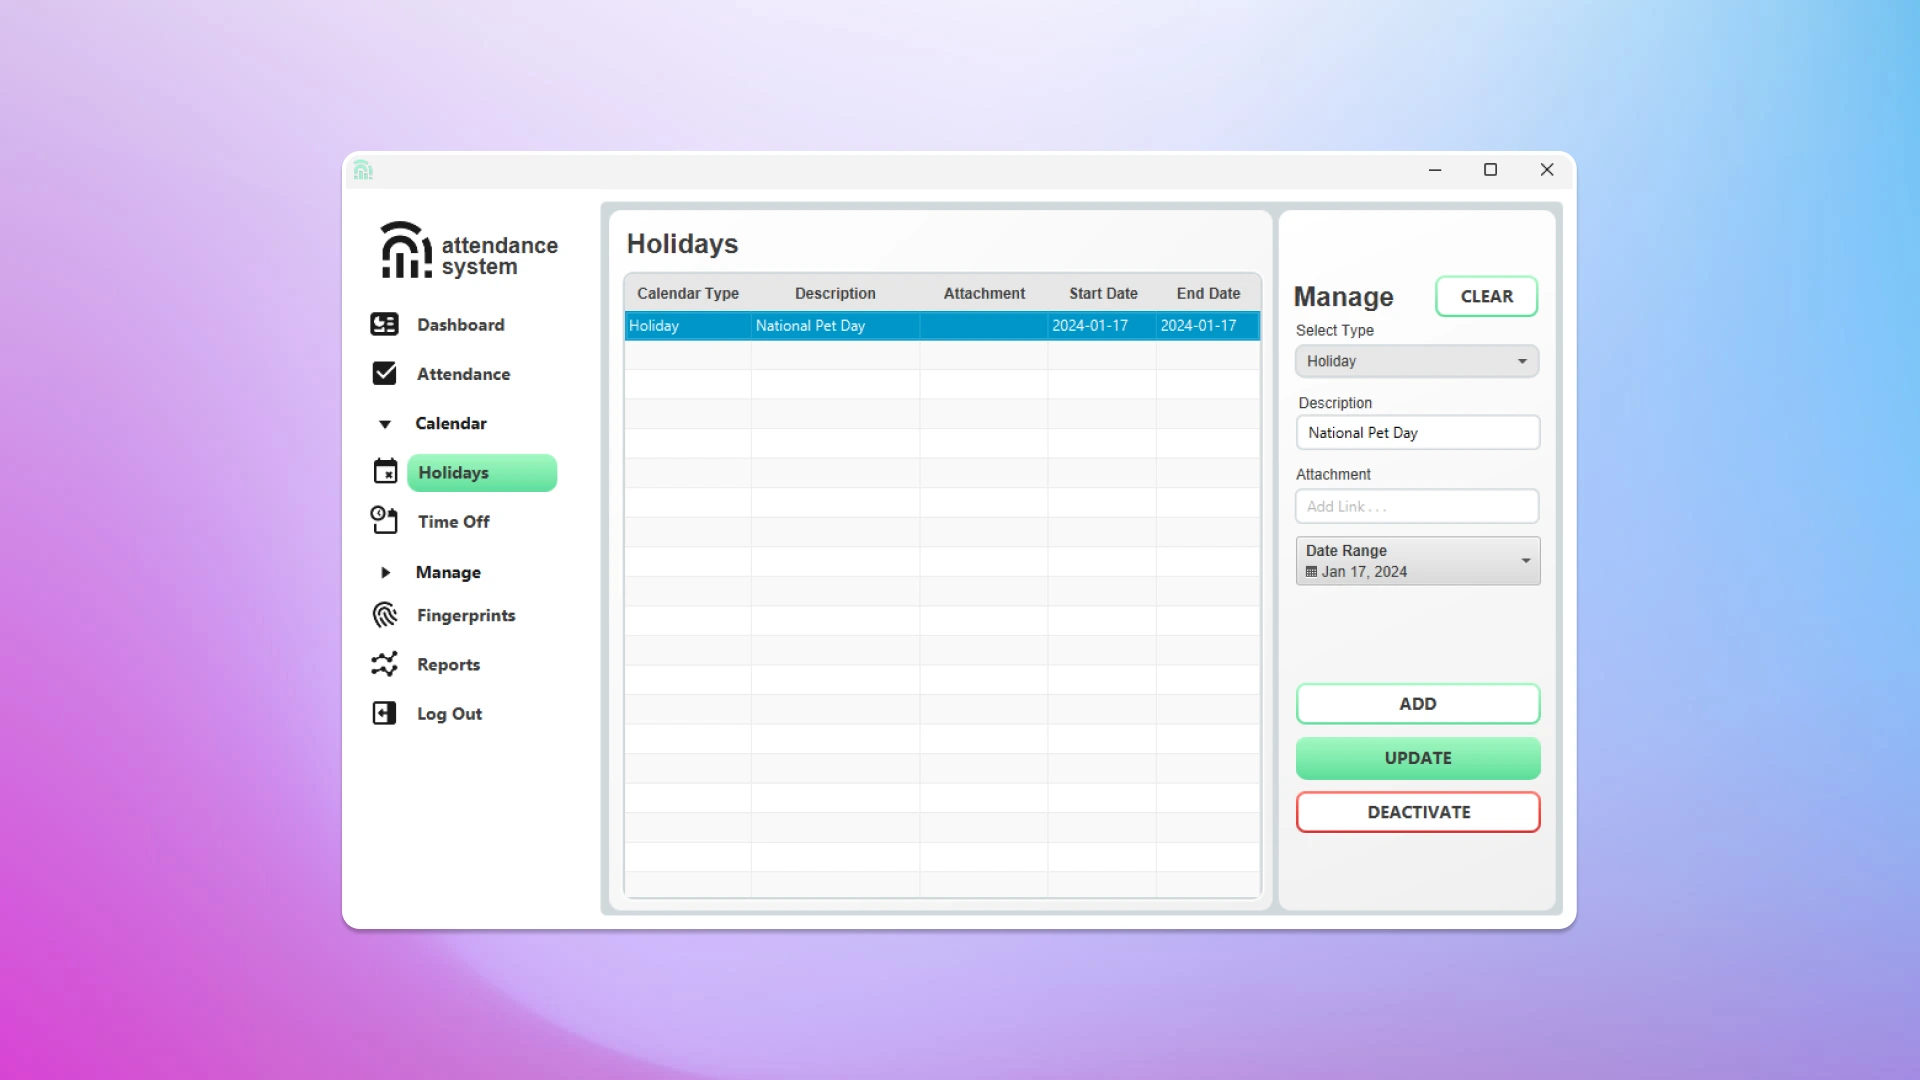 attendance
system
Dashboard
Attendance
Calendar
Holidays
Time Off
Manage
Fingerprints
Reports
Log Out
Holidays
Calendar Type Description Attachment Start Date End Date
Holiday National Pet Day 2024-01-17 2024-01-17
Manage CLEAR
Select Type
Holiday
Description
National Pet Day
Attachment
Add Link . . .
Date Range
Jan 17, 2024
ADD
UPDATE
DEACTIVATE